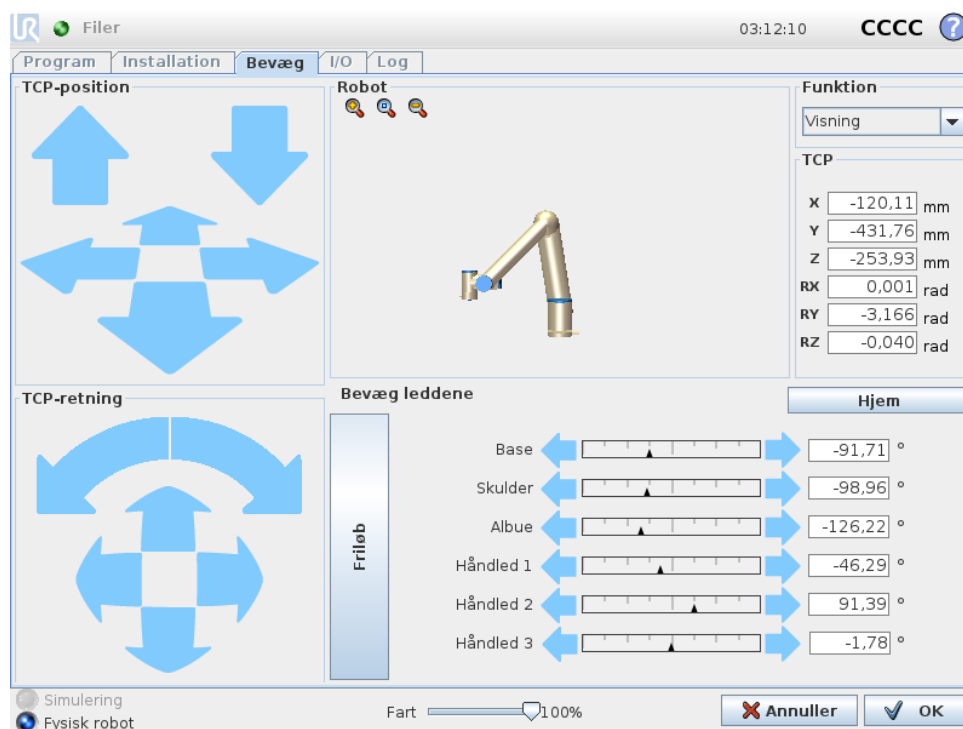 UR Filer 03:12:10 CCCC ?
Program Installation Bevæg I/O Log
TCP-position
Robot
Funktion
Visning
TCP
X -120,11 mm
Y -431,76 mm
Z -253,93 mm
RX 0,001 rad
RY -3,166 rad
RZ -0,040 rad
TCP-retning
Bevæg leddene
Hjem
Friløb
Base -91,71 °
Skulder -98,96 °
Albue -126,22 °
Håndled 1 -46,29 °
Håndled 2 91,39 °
Håndled 3 -1,78 °
Simulering
Fysisk robot
Fart 100%
Annuller
OK